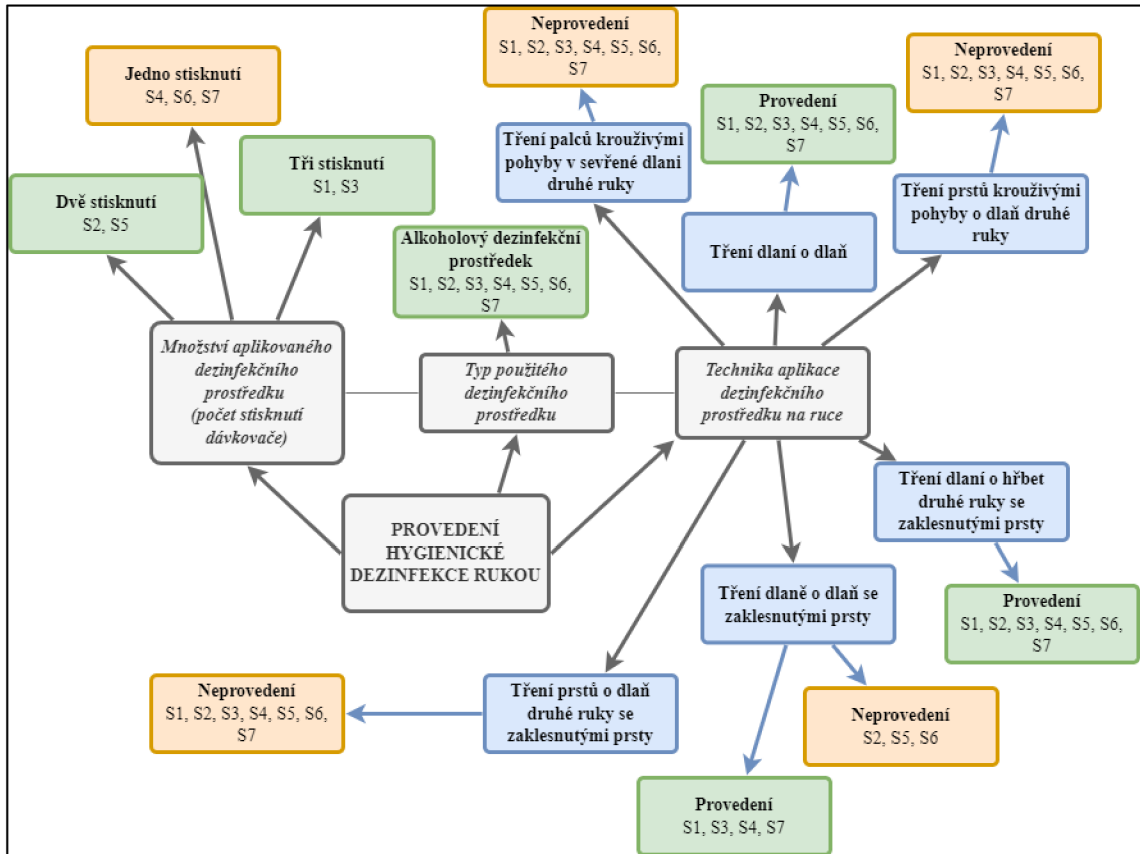 Neprovedení
S1, S2, S3, S4, S5, S6,
S7
Jedno stisknutí
S4, S6, S7
Neprovedení
S1, S2, S3, S4, S5, S6,
S7
Provedení
S1, S2, S3, S4, S5, S6,
S7
Tření palců krouživými
pohyby v sevřené dlani
druhé ruky
Tři stisknutí
S1, S3
Dvě stisknutí
S2, S5
Tření prstů krouživými
pohyby o dlaň druhé
ruky
Alkoholový dezinfekční
prostředek
S1, S2, S3, S4, S5, S6,
S7
Tření dlaní o dlaň
Množství aplikovaného
dezinfekčního
prostředku
(počet stisknutí
dávkovače)
Typ použitého
dezinfekčního
prostředku
Technika aplikace
dezinfekčního
prostředku na ruce
Tření dlaní o hřbet
druhé ruky se
zaklesnutými prsty
PROVEDENÍ
HYGIENICKÉ
DEZINFEKCE RUKOU
Tření dlaně o dlaň se
zaklesnutými prsty
Provedení
S1, S2, S3, S4, S5, S6,
S7
Neprovedení
S1, S2, S3, S4, S5, S6,
S7
Tření prstů o dlaň
druhé ruky se
zaklesnutými prsty
Neprovedení
S2, S5, S6
Provedení
S1, S3, S4, S7